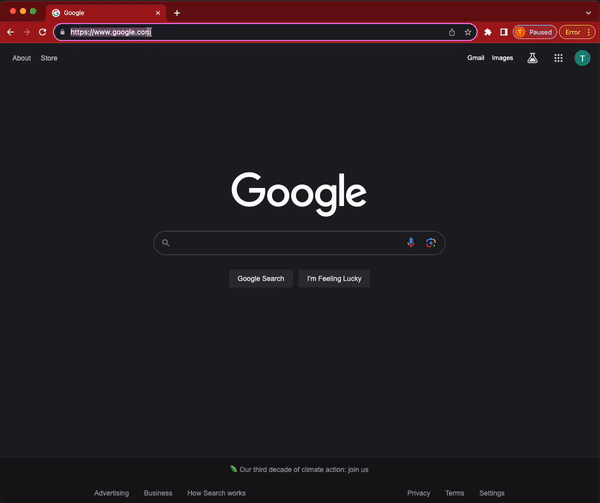 Google
https://www.google.com
Paused
Error
About Store
Gmail Images
T
Google
Google Search I'm Feeling Lucky
Our third decade of climate action: join us
Advertising Business How Search works Privacy Terms Settings